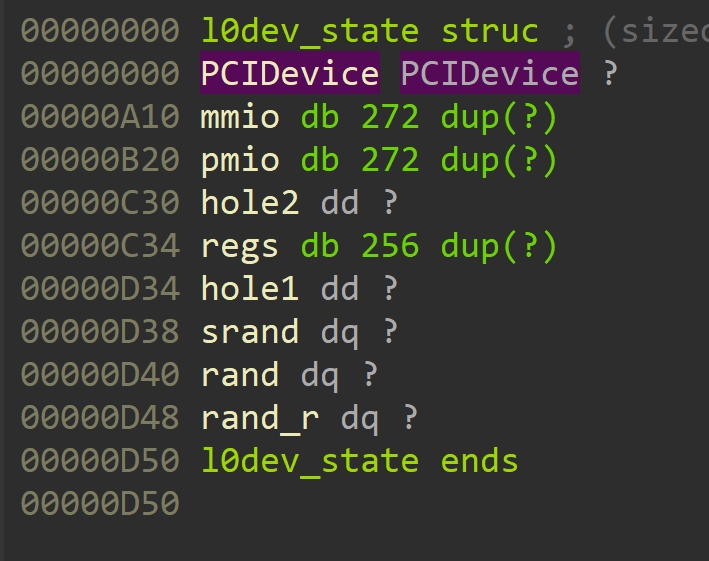 00000000 l0dev_state struc ; (sized
00000000 PCIDevice PCIDevice ?
00000A10 mmio db 272 dup(?)
00000B20 pmio db 272 dup(?)
00000C30 hole2 dd ?
00000C34 regs db 256 dup(?)
00000D34 hole1 dd ?
00000D38 srand dq ?
00000D40 rand dq ?
00000D48 rand_r dq ?
00000D50 l0dev_state ends
00000D50